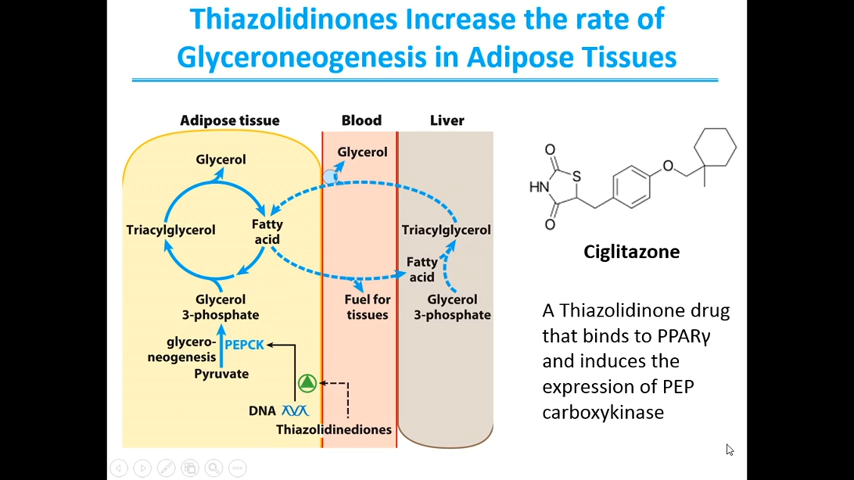 Thiazolidinones Increase the rate of
Glyceroneogenesis in Adipose Tissues
Adipose tissue
Blood
Liver
Glycerol
Glycerol
Triacylglycerol
Fatty
acid
Triacylglycerol
Fatty
acid
Glycerol
3-phosphate
Fuel for
tissues
Glycerol
3-phosphate
glycero-
neogenesis
PEPCK
Pyruvate
DNA
Thiazolidinediones
O
S
HN
O
O
Ciglitazone
A Thiazolidinone drug
that binds to PPARγ
and induces the
expression of PEP
carboxykinase